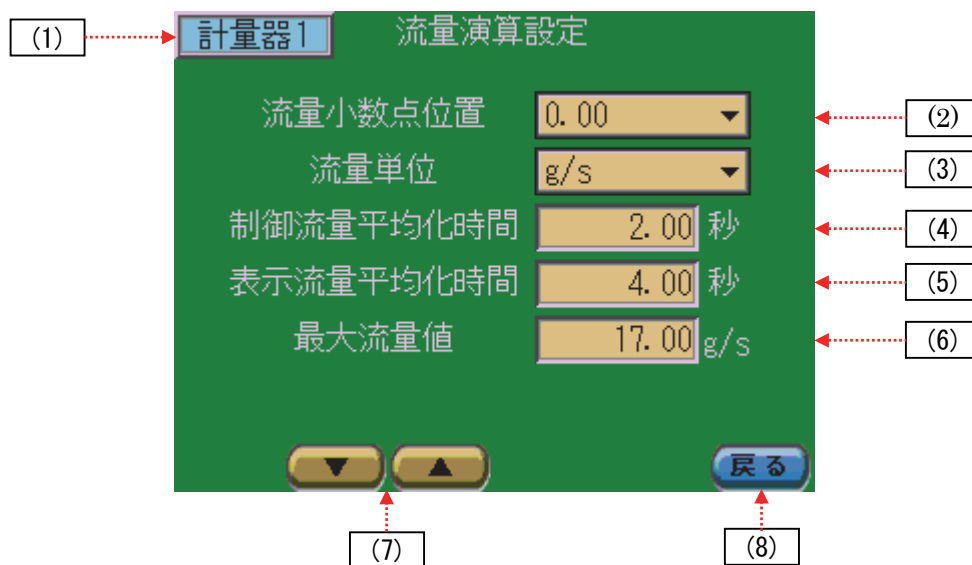 (1) 計量器1 流量演算設定
流量小数点位置 0.00 ▼ (2)
流量単位 g/s ▼ (3)
制御流量平均化時間 2.00 秒 (4)
表示流量平均化時間 4.00 秒 (5)
最大流量値 17.00 g/s (6)
▼ ▲ 戻る
(7) (8)